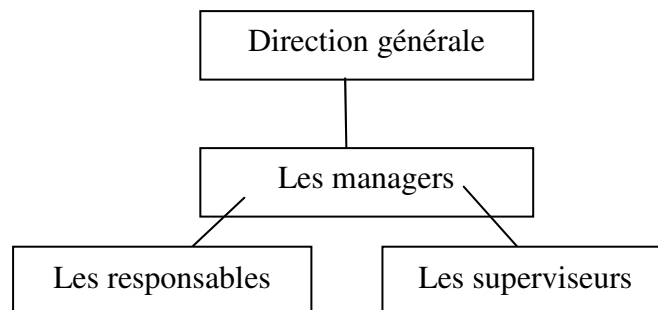 Direction générale
Les managers
Les responsables
Les superviseurs